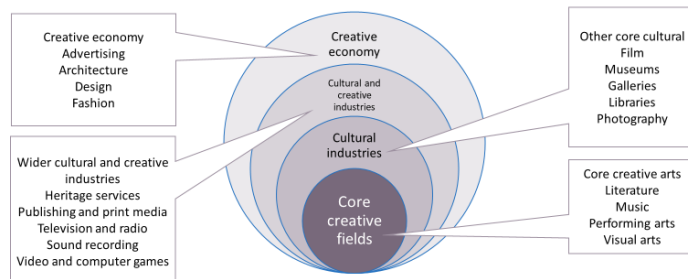 Creative economy
Advertising
Architecture
Design
Fashion
Wider cultural and creative
industries
Heritage services
Publishing and print media
Television and radio
Sound recording
Video and computer games
Creative
economy
Cultural and
creative
industries
Cultural
industries
Core
creative
fields
Other core cultural
Film
Museums
Galleries
Libraries
Photography
Core creative arts
Literature
Music
Performing arts
Visual arts